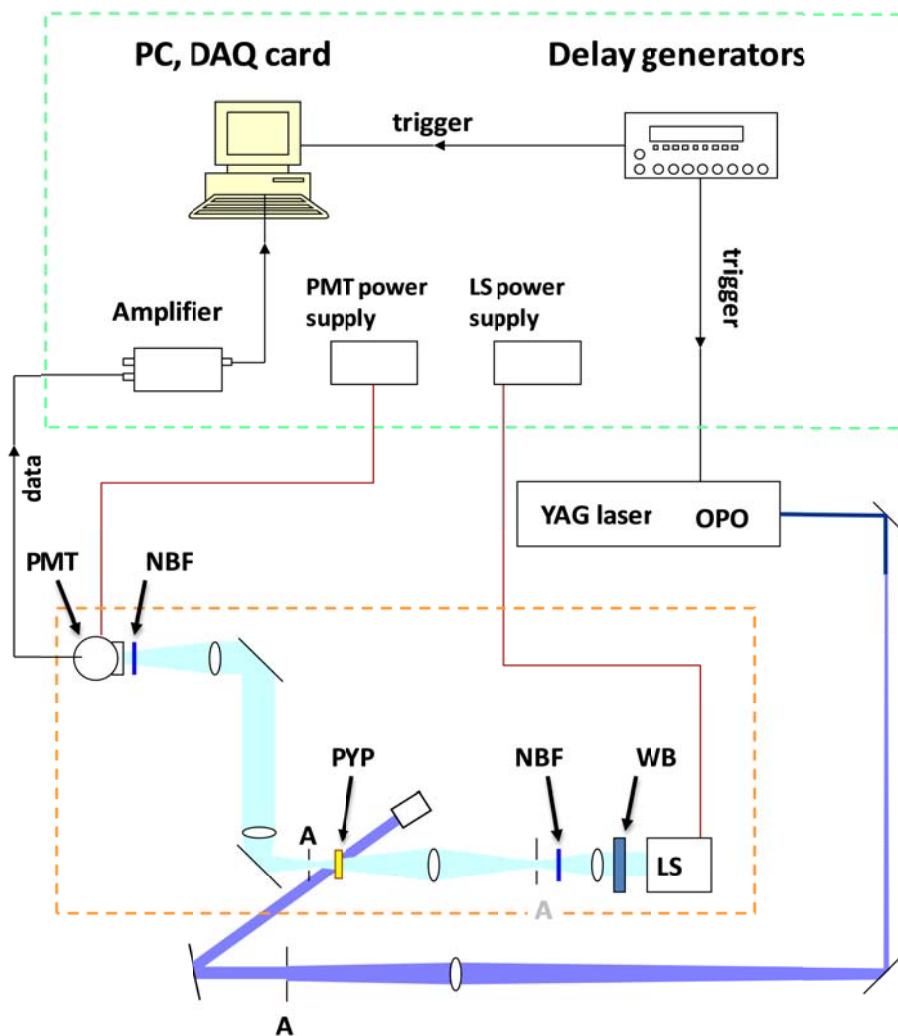 PC, DAQ card
Delay generators
trigger
trigger
PMT power
supply
LS power
supply
Amplifier
data
YAG laser
OPO
PMT
NBF
PYP
NBF
WB
A
LS
A
A